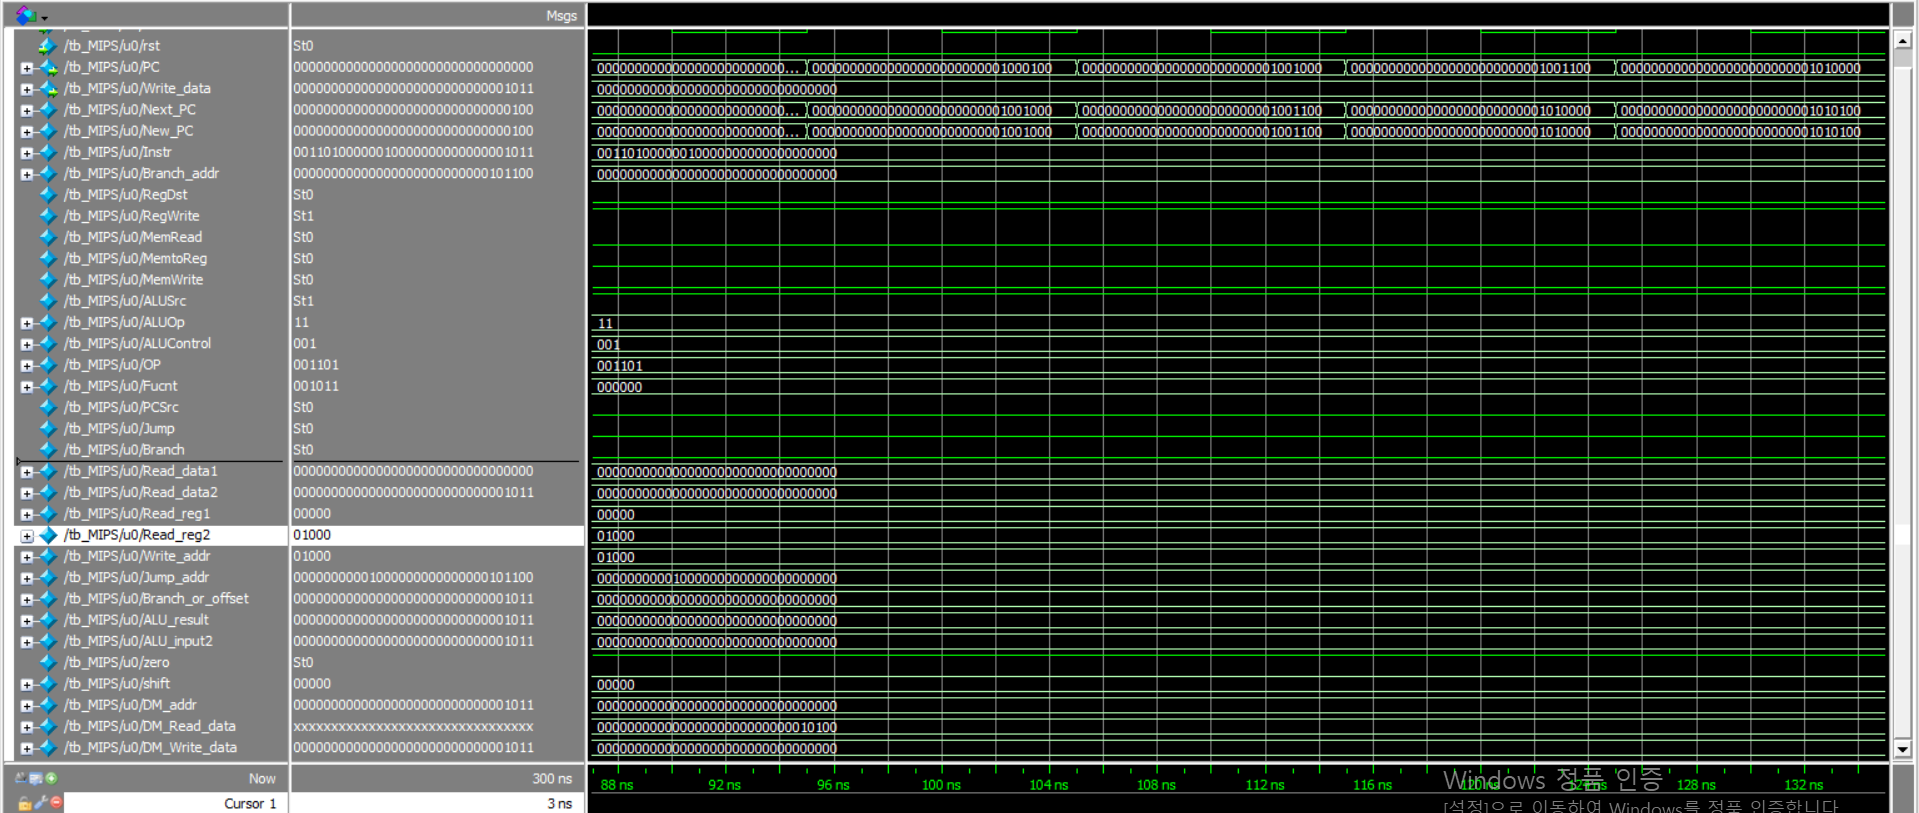 Msgs
/tb_MIPS/u0/rst St0
/tb_MIPS/u0/PC 00000000000000000000000000000000 0000000000000000000000000... 00000000000000000000000001000100 00000000000000000000000001001000 00000000000000000000000001001100 00000000000000000000000001010000
/tb_MIPS/u0/Write_data 00000000000000000000000000001011 00000000000000000000000000000000
/tb_MIPS/u0/Next_PC 00000000000000000000000000000100 0000000000000000000000000... 00000000000000000000000001001000 00000000000000000000000001001100 00000000000000000000000001010000 00000000000000000000000001010100
/tb_MIPS/u0/New_PC 00000000000000000000000000000100 0000000000000000000000000... 00000000000000000000000001001000 00000000000000000000000001001100 00000000000000000000000001010000 00000000000000000000000001010100
/tb_MIPS/u0/Instr 00110100000010000000000000001011 00110100000010000000000000000000
/tb_MIPS/u0/Branch_addr 00000000000000000000000000101100 00000000000000000000000000000000
/tb_MIPS/u0/RegDst St0
/tb_MIPS/u0/RegWrite St1
/tb_MIPS/u0/MemRead St0
/tb_MIPS/u0/MemtoReg St0
/tb_MIPS/u0/MemWrite St0
/tb_MIPS/u0/ALUSrc St1
/tb_MIPS/u0/ALUOp 11 11
/tb_MIPS/u0/ALUControl 001 001
/tb_MIPS/u0/OP 001101 001101
/tb_MIPS/u0/Fucnt 001011 000000
/tb_MIPS/u0/PCSrc St0
/tb_MIPS/u0/Jump St0
/tb_MIPS/u0/Branch St0
/tb_MIPS/u0/Read_data1 00000000000000000000000000000000 00000000000000000000000000000000
/tb_MIPS/u0/Read_data2 00000000000000000000000000001011 00000000000000000000000000000000
/tb_MIPS/u0/Read_reg1 00000 00000
/tb_MIPS/u0/Read_reg2 01000 01000
/tb_MIPS/u0/Write_addr 01000 01000
/tb_MIPS/u0/Jump_addr 00000000001000000000000000101100 00000000001000000000000000000000
/tb_MIPS/u0/Branch_or_offset 00000000000000000000000000001011 00000000000000000000000000000000
/tb_MIPS/u0/ALU_result 00000000000000000000000000001011 00000000000000000000000000000000
/tb_MIPS/u0/ALU_input2 00000000000000000000000000001011 00000000000000000000000000000000
/tb_MIPS/u0/zero St0
/tb_MIPS/u0/shift 00000 00000
/tb_MIPS/u0/DM_addr 00000000000000000000000000001011 00000000000000000000000000000000
/tb_MIPS/u0/DM_Read_data xxxxxxxxxxxxxxxxxxxxxxxxxxxxxxxx 00000000000000000000000000010100
/tb_MIPS/u0/DM_Write_data 00000000000000000000000000001011 00000000000000000000000000000000
Now 300 ns 88 ns 92 ns 96 ns 100 ns 104 ns 108 ns 112 ns 116 ns 120 ns 124 ns 128 ns 132 ns
Windows 정품 인증
Cursor 1 3 ns
[설정]으로 이동하여 Windows를 정품 인증합니다